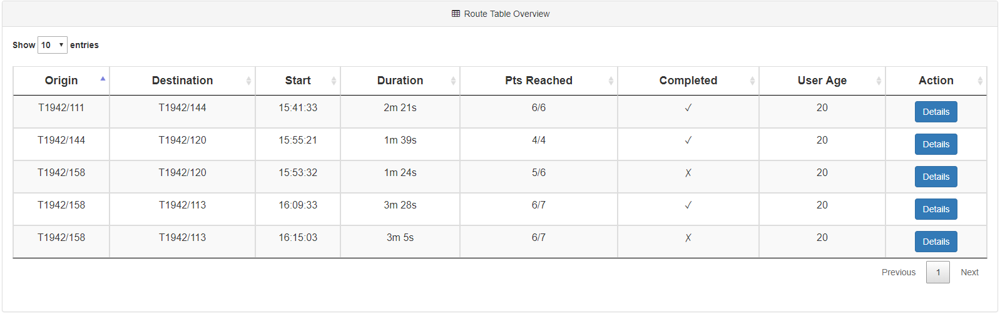 Route Table Overview
Show 10 entries
Origin Destination Start Duration Pts Reached Completed User Age Action
T1942/111 T1942/144 15:41:33 2m 21s 6/6 ✓ 20 Details
T1942/144 T1942/120 15:55:21 1m 39s 4/4 ✓ 20 Details
T1942/158 T1942/120 15:53:32 1m 24s 5/6 ✗ 20 Details
T1942/158 T1942/113 16:09:33 3m 28s 6/7 ✓ 20 Details
T1942/158 T1942/113 16:15:03 3m 5s 6/7 ✗ 20 Details
Previous 1 Next